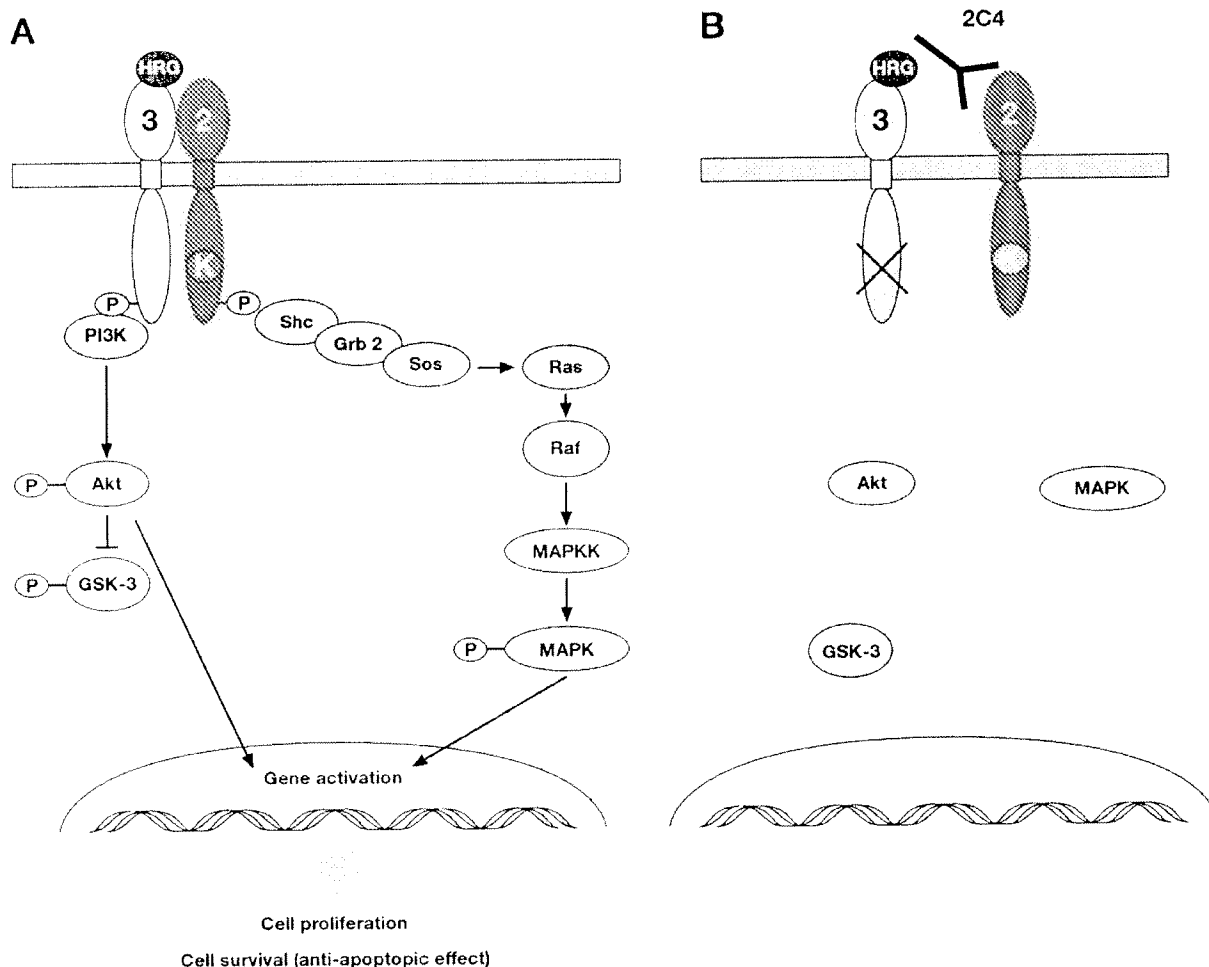 A
HRG
3
2
K
P
P
PI3K
Shc
Grb 2
Sos
Ras
Raf
P
Akt
MAPKK
P
GSK-3
P
MAPK
Gene activation
Cell proliferation
Cell survival (anti-apoptopic effect)
B
2C4
HRG
3
2
Akt
MAPK
GSK-3